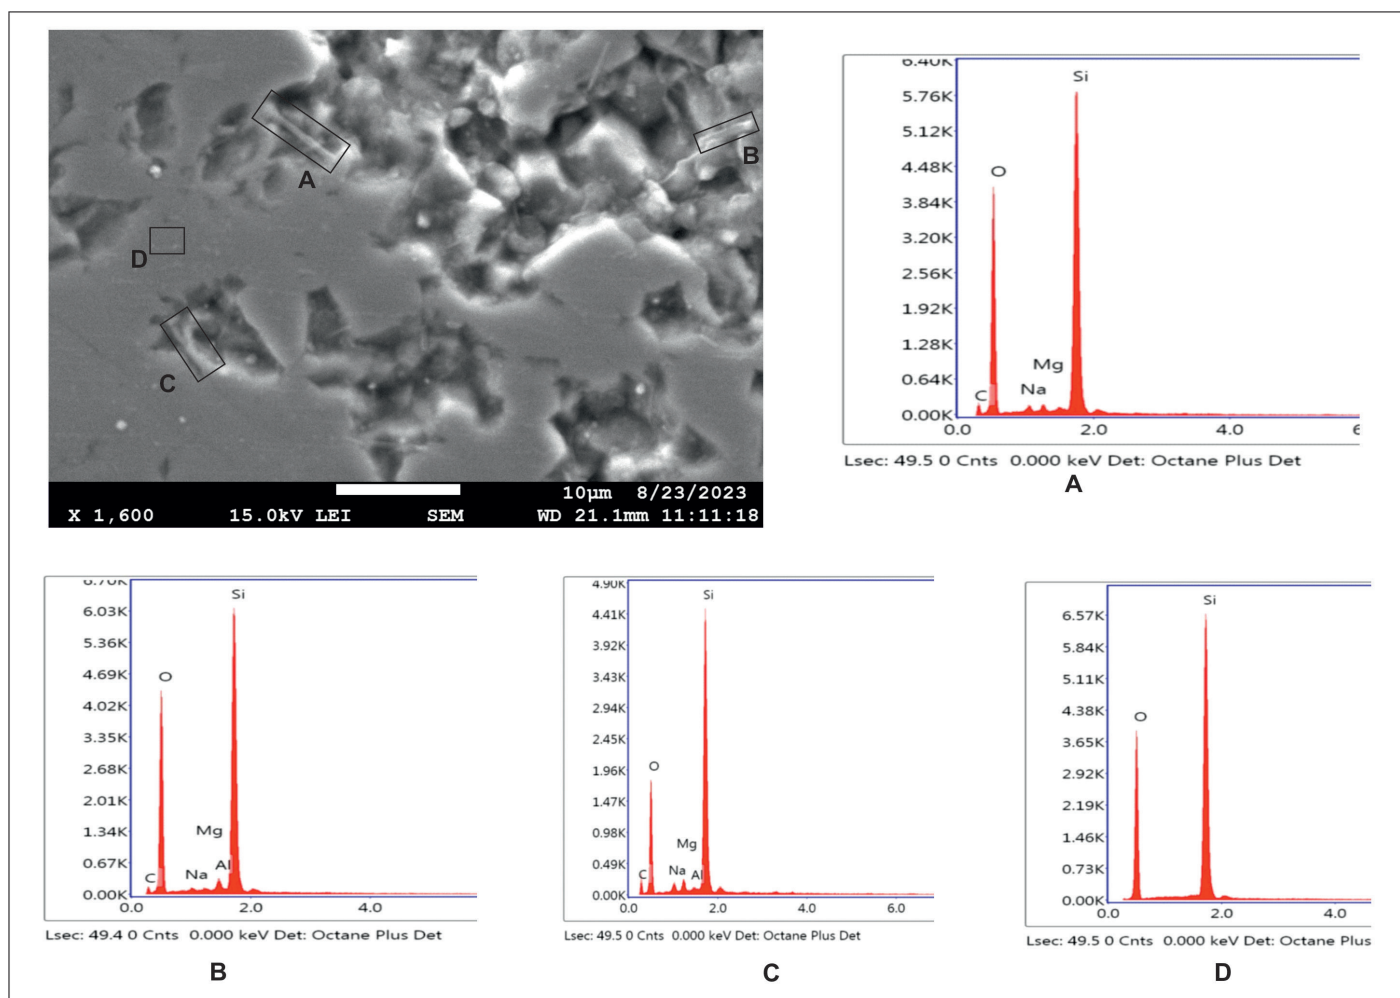 A
B
D
C
10μm 8/23/2023
X 1,600 15.0kV LEI SEM WD 21.1mm 11:11:18
6.40K
5.76K
5.12K
4.48K
3.84K
3.20K
2.56K
1.92K
1.28K
0.64K
0.00K
Si
O
Mg
Na
C
0.0 2.0 4.0 6
Lsec: 49.5 0 Cnts 0.000 keV Det: Octane Plus Det
A
6.70K
6.03K
5.36K
4.69K
4.02K
3.35K
2.68K
2.01K
1.34K
0.67K
0.00K
Si
O
Mg
Al
Na
C
0.0 2.0 4.0
Lsec: 49.4 0 Cnts 0.000 keV Det: Octane Plus Det
B
4.90K
4.41K
3.92K
3.43K
2.94K
2.45K
1.96K
1.47K
0.98K
0.49K
0.00K
Si
O
Mg
C Na Al
0.0 2.0 4.0 6.0
Lsec: 49.5 0 Cnts 0.000 keV Det: Octane Plus Det
C
6.57K
5.84K
5.11K
4.38K
3.65K
2.92K
2.19K
1.46K
0.73K
0.00K
Si
O
0.0 2.0 4.0
Lsec: 49.5 0 Cnts 0.000 keV Det: Octane Plus
D